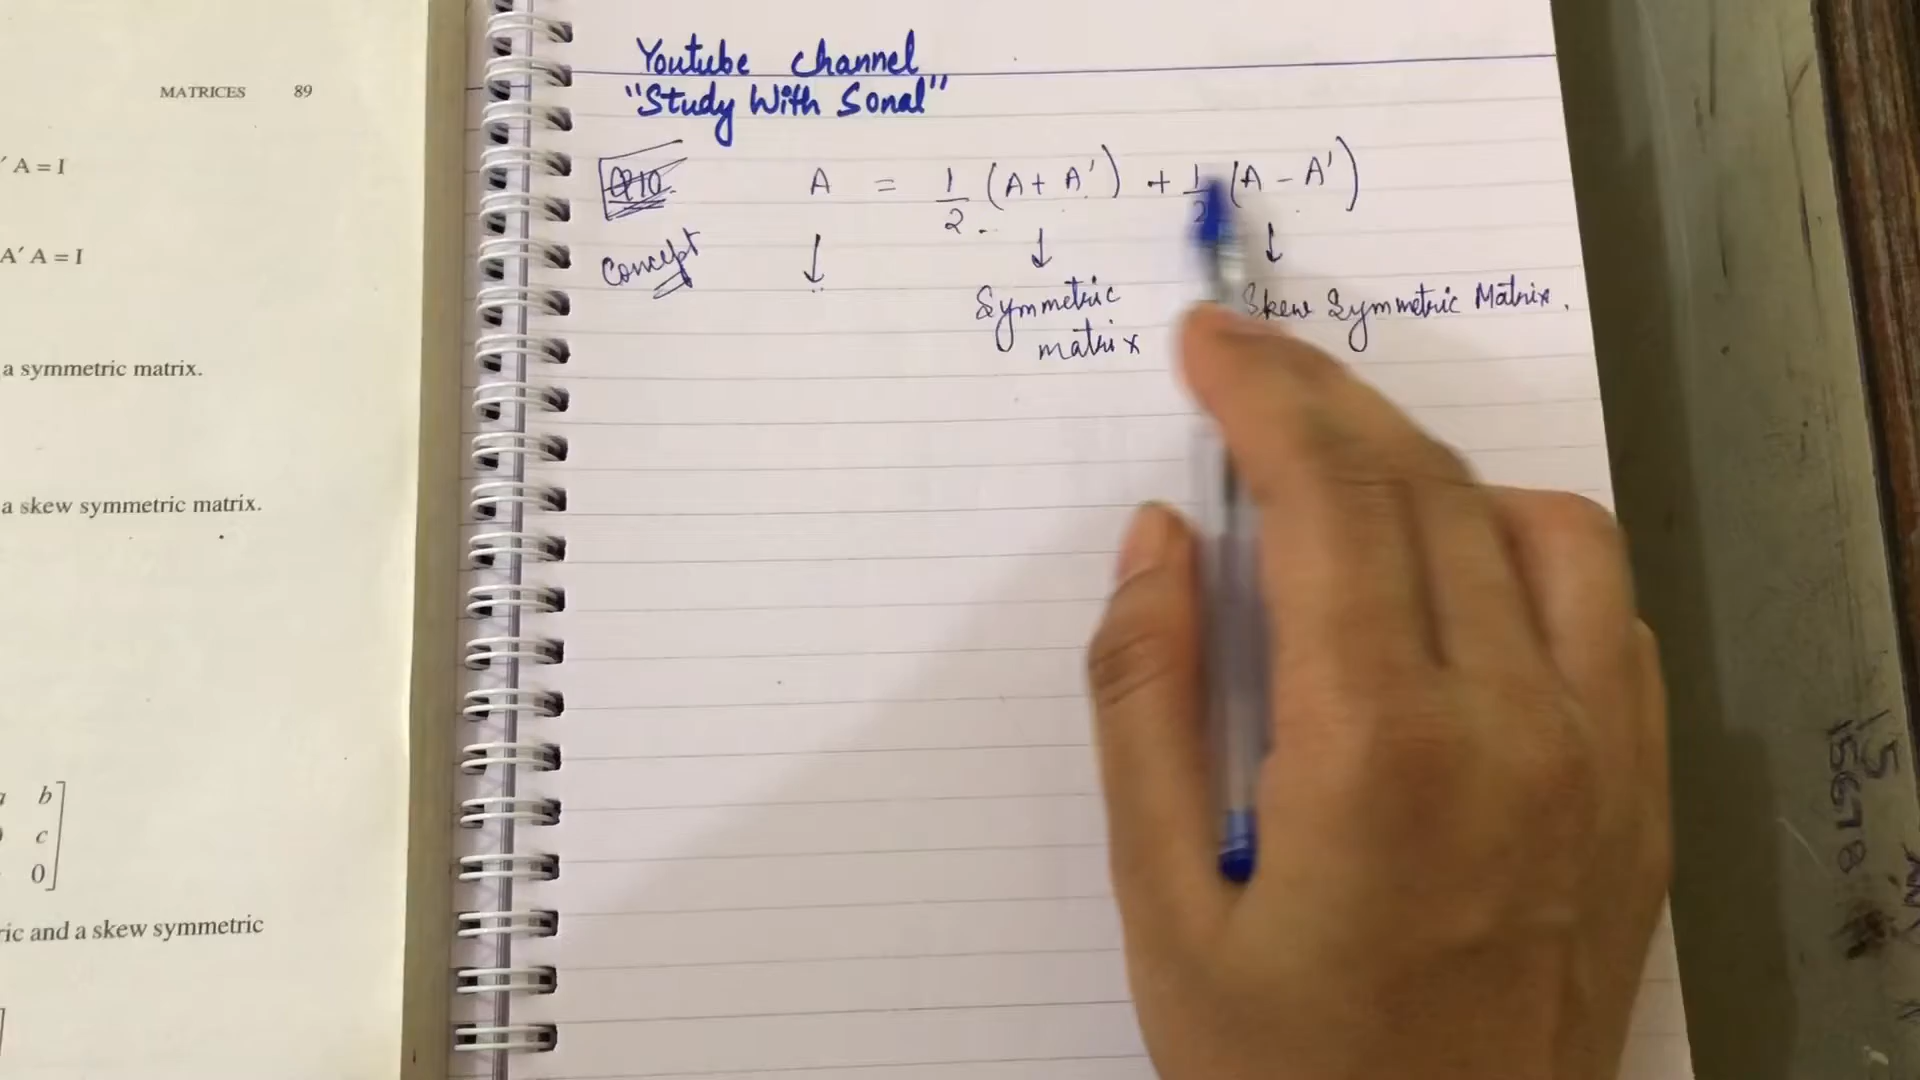 MATRICES 89
′ A = I
A′ A = I
a symmetric matrix.
a skew symmetric matrix.
b
c
0
ric and a skew symmetric
Youtube channel
"Study With Sonal"
Q10.
A = 1/2 (A + A′) + 1/2 (A - A′)
Concept
↓ ↓ ↓
Symmetric matrix
Skew Symmetric Matrix.